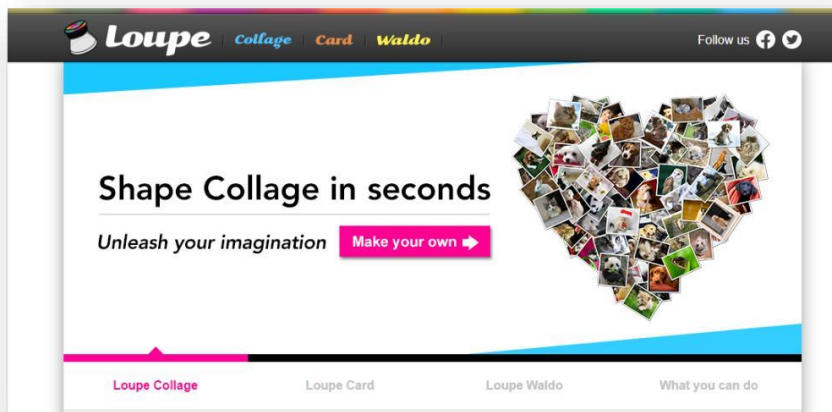 Loupe Collage Card Waldo Follow us
Shape Collage in seconds
Unleash your imagination Make your own
Loupe Collage Loupe Card Loupe Waldo What you can do